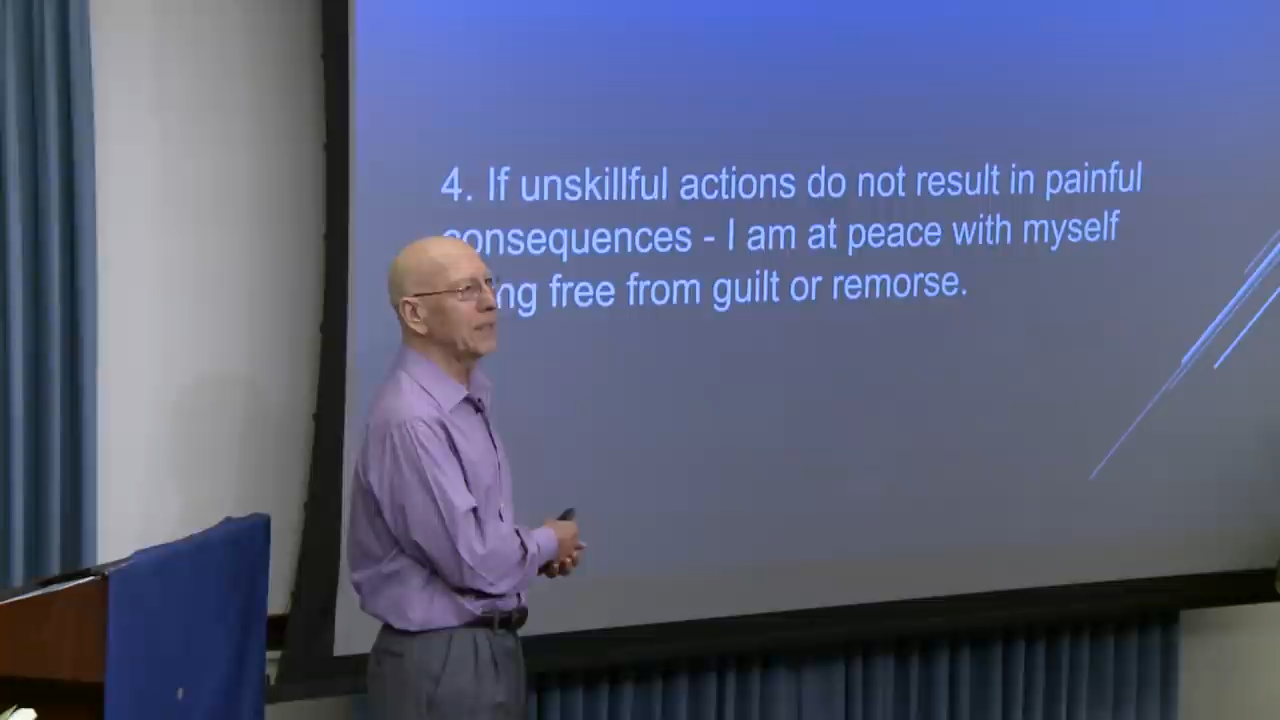 4. If unskillful actions do not result in painful
consequences - I am at peace with myself
free from guilt or remorse.